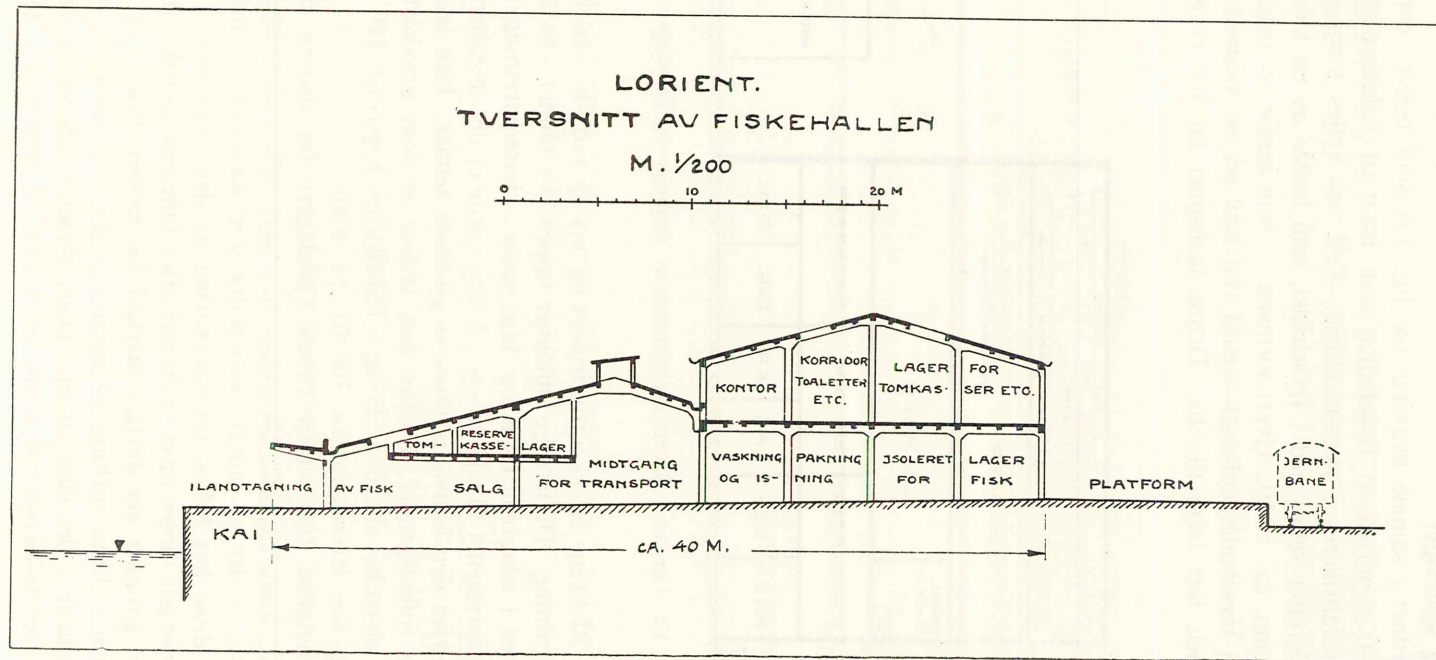 LORIENT.
TVERSNITT AV FISKEHALLEN
M. 1/200
0 10 20 M
KONTOR
KORRIDOR
TOALETTER
ETC.
LAGER FOR
TOMKAS- SER ETC.
TOM- RESERVE LAGER
KASSE-
VASKNING PAKNING ISOLERET LAGER
OG IS- NING FOR FISK
MIDTGANG
FOR TRANSPORT
ILANDTAGNING AV FISK SALG
PLATFORM
JERN-
BANE
KAI
CA. 40 M.